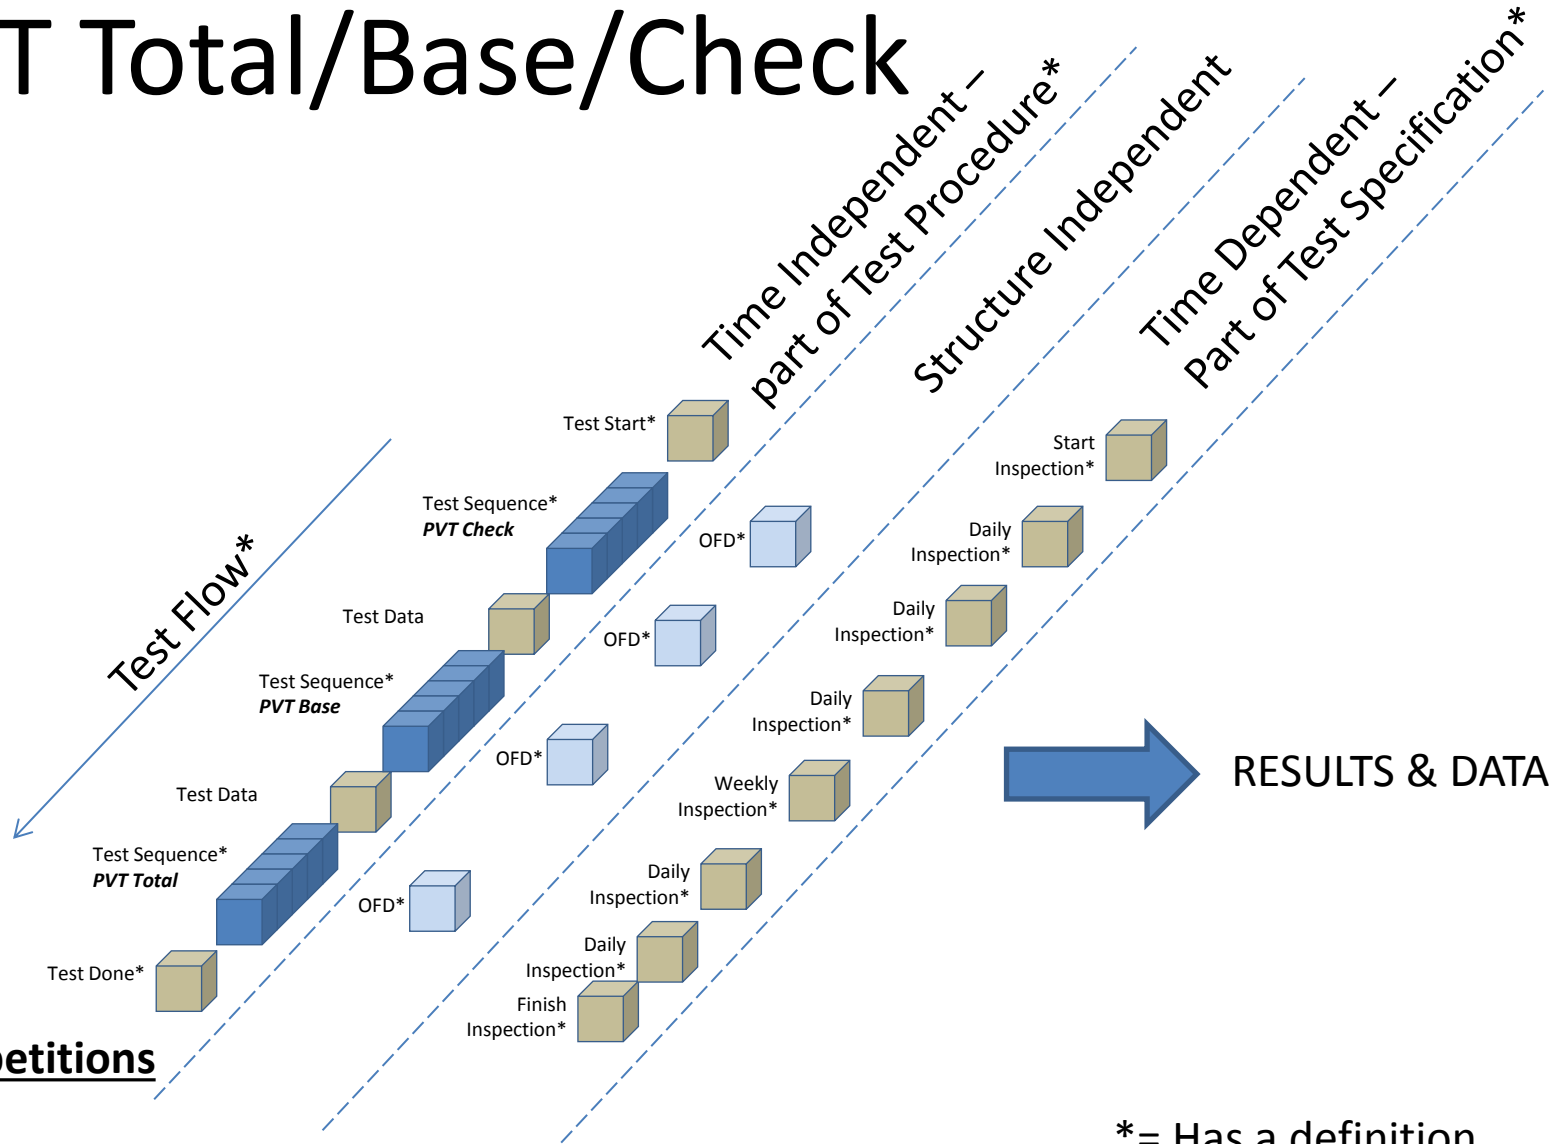 T Total/Base/Check
Time Independent –
part of Test Procedure*
Structure Independent
Time Dependent –
Part of Test Specification*
Test Flow*
Test Start*
Test Sequence*
PVT Check
Test Data
Test Sequence*
PVT Base
Test Data
Test Sequence*
PVT Total
Test Done*
OFD*
OFD*
OFD*
OFD*
Start
Inspection*
Daily
Inspection*
Daily
Inspection*
Daily
Inspection*
Weekly
Inspection*
Daily
Inspection*
Daily
Inspection*
Finish
Inspection*
RESULTS & DATA
petitions
*= Has a definition